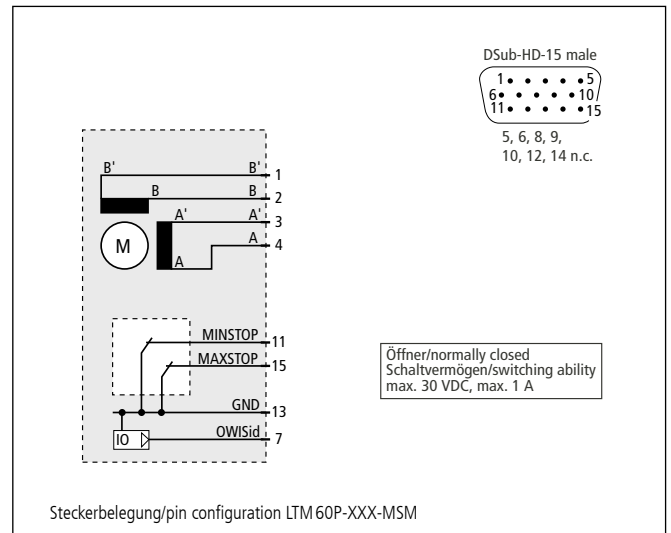 DSub-HD-15 male
1 5
6 10
11 15
5, 6, 8, 9,
10, 12, 14 n.c.
B' B' 1
B B 2
A' A' 3
M A 4
A
MINSTOP 11
MAXSTOP 15
GND 13
IO OWISid 7
Öffner/normally closed
Schaltvermögen/switching ability
max. 30 VDC, max. 1 A
Steckerbelegung/pin configuration LTM60P-XXX-MSM